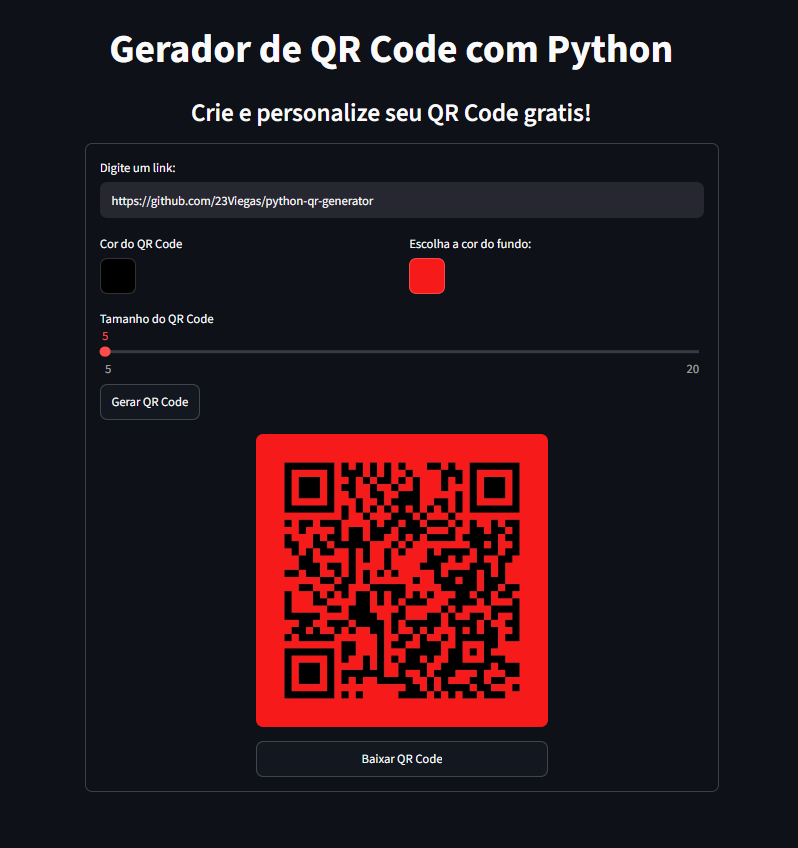 Gerador de QR Code com Python
Crie e personalize seu QR Code gratis!
Digite um link:
https://github.com/23Viegas/python-qr-generator
Cor do QR Code
Escolha a cor do fundo:
Tamanho do QR Code
5
5
20
Gerar QR Code
Baixar QR Code